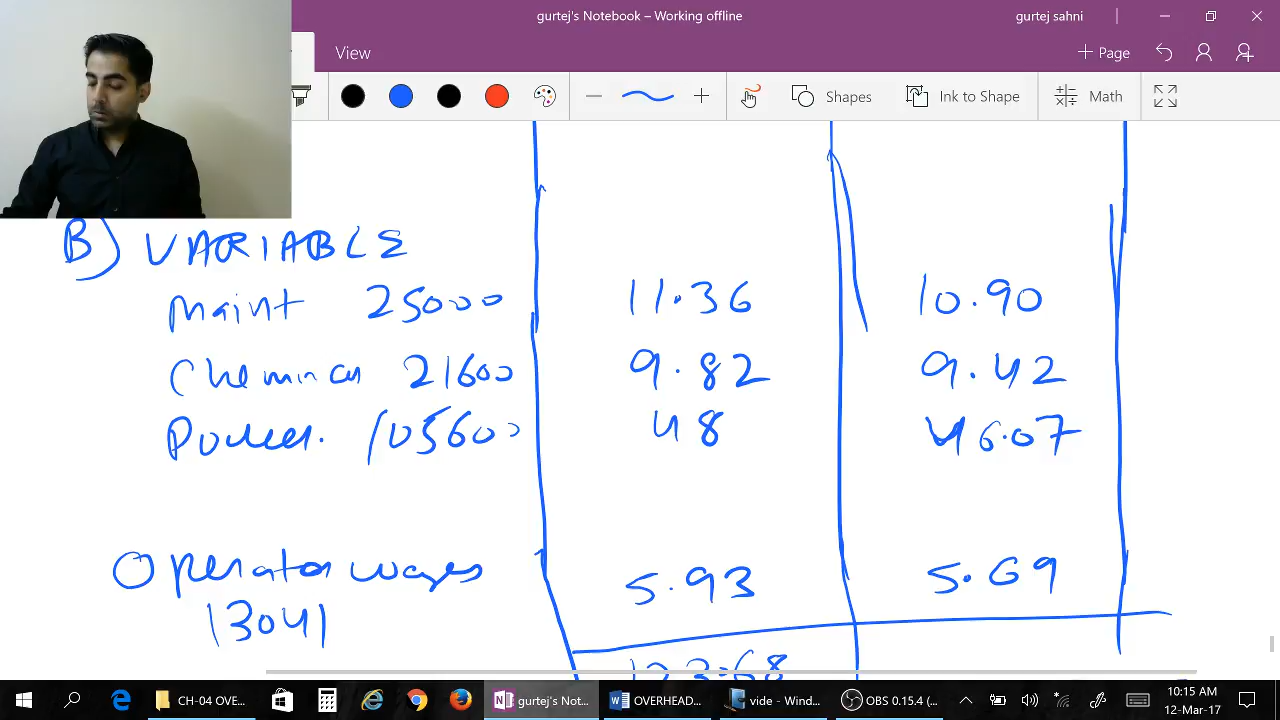 gurtej's Notebook – Working offline
gurtej sahni
View
Page
Shapes
Ink to Shape
Math
B) VARIABLE
Maint 25000 11.36 10.90
Chemical 21600 9.82 9.42
Power. 105600 48 46.07
Operator wages 5.93 5.69
13041
123.68
CH-04 OVE...
gurtej's Not...
OVERHEAD...
vide - Wind...
OBS 0.15.4 (...
10:15 AM
12-Mar-17